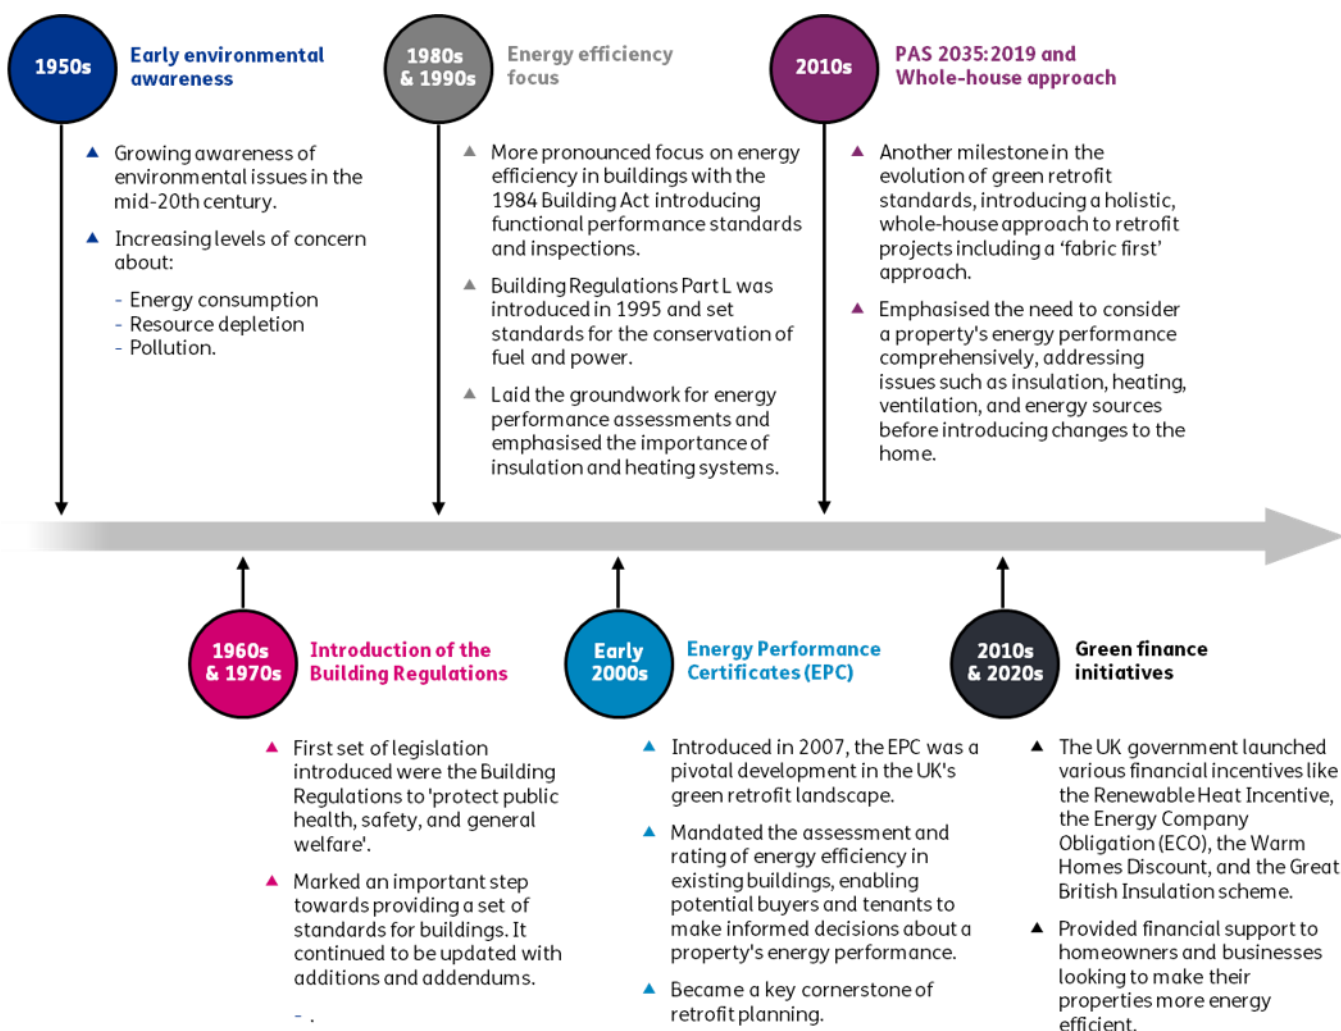 1950s
Early environmental
awareness
Growing awareness of
environmental issues in the
mid-20th century.
Increasing levels of concern
about:
- Energy consumption
- Resource depletion
- Pollution.
1980s
& 1990s
Energy efficiency
focus
More pronounced focus on energy
efficiency in buildings with the
1984 Building Act introducing
functional performance standards
and inspections.
Building Regulations Part L was
introduced in 1995 and set
standards for the conservation of
fuel and power.
Laid the groundwork for energy
performance assessments and
emphasised the importance of
insulation and heating systems.
2010s
PAS 2035:2019 and
Whole-house approach
Another milestone in the
evolution of green retrofit
standards, introducing a holistic,
whole-house approach to retrofit
projects including a ‘fabric first’
approach.
Emphasised the need to consider
a property's energy performance
comprehensively, addressing
issues such as insulation, heating,
ventilation, and energy sources
before introducing changes to the
home.
1960s
& 1970s
Introduction of the
Building Regulations
First set of legislation
introduced were the Building
Regulations to 'protect public
health, safety, and general
welfare'.
Marked an important step
towards providing a set of
standards for buildings. It
continued to be updated with
additions and addendums.
- .
Early
2000s
Energy Performance
Certificates (EPC)
Introduced in 2007, the EPC was a
pivotal development in the UK's
green retrofit landscape.
Mandated the assessment and
rating of energy efficiency in
existing buildings, enabling
potential buyers and tenants to
make informed decisions about a
property's energy performance.
Became a key cornerstone of
retrofit planning.
2010s
& 2020s
Green finance
initiatives
The UK government launched
various financial incentives like
the Renewable Heat Incentive,
the Energy Company
Obligation (ECO), the Warm
Homes Discount, and the Great
British Insulation scheme.
Provided financial support to
homeowners and businesses
looking to make their
properties more energy
efficient.